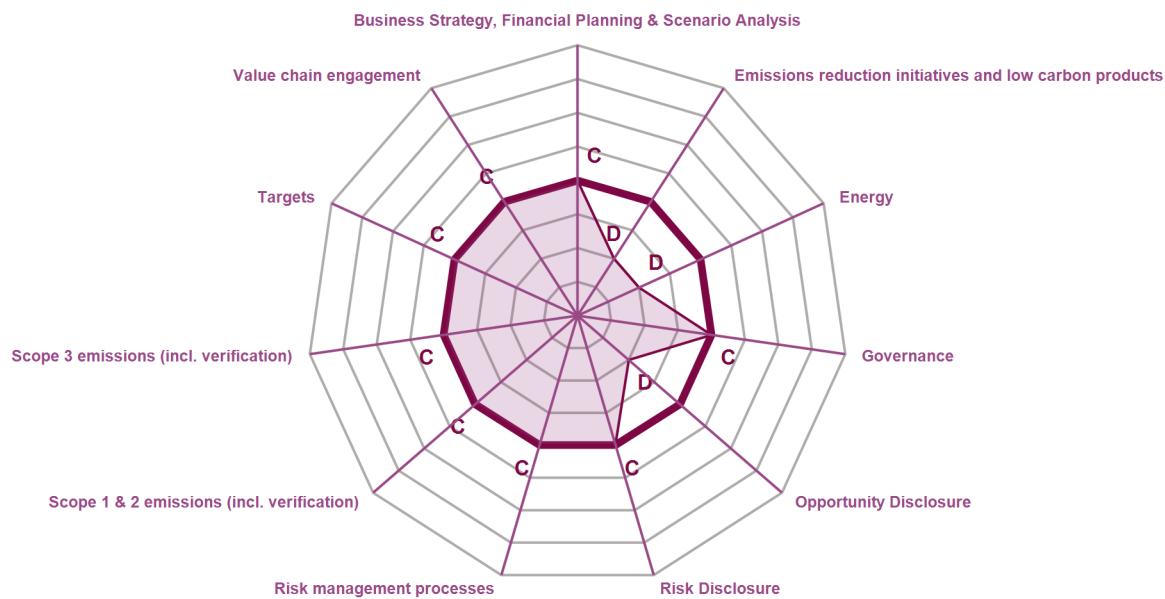 Business Strategy, Financial Planning & Scenario Analysis
Value chain engagement
Emissions reduction initiatives and low carbon products
C
C
Targets
Energy
C
D
D
Scope 3 emissions (incl. verification)
C
C
Governance
D
C
C
C
Scope 1 & 2 emissions (incl. verification)
Opportunity Disclosure
Risk management processes
Risk Disclosure